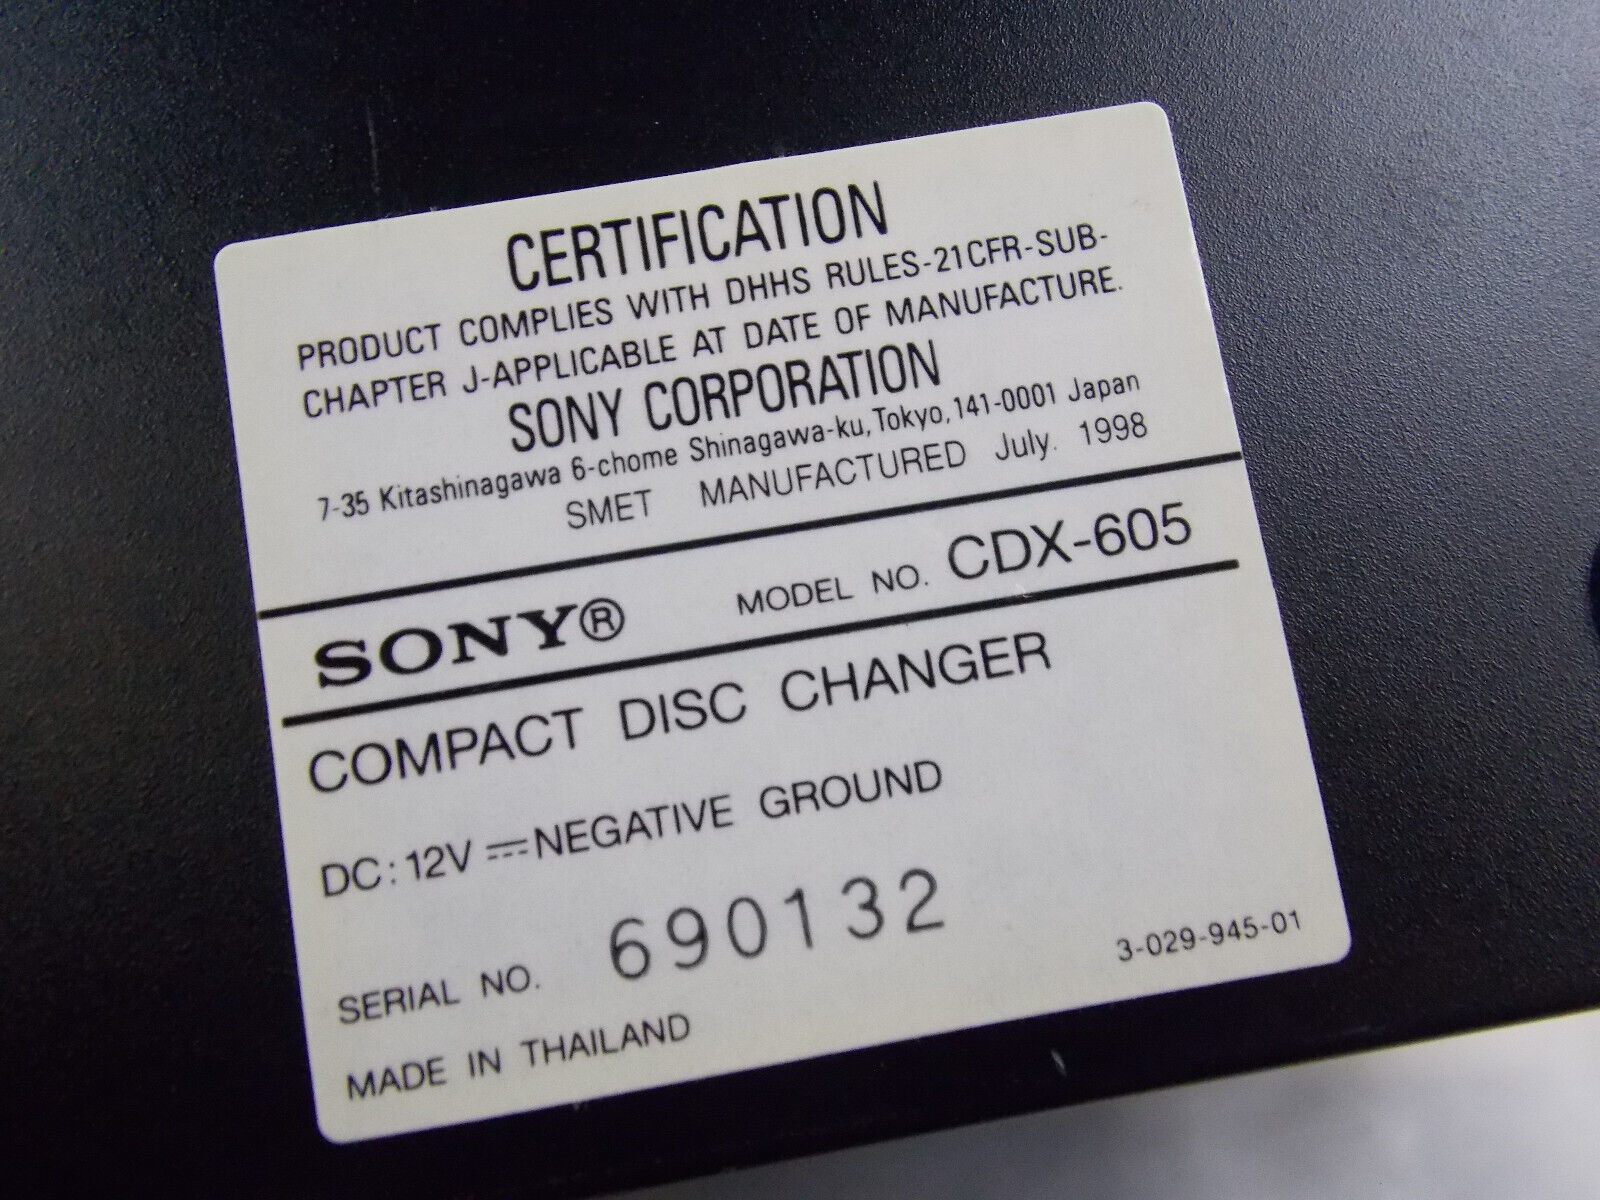 CERTIFICATION
PRODUCT COMPLIES WITH DHHS RULES-21CFR-SUB-
CHAPTER J-APPLICABLE AT DATE OF MANUFACTURE.
SONY CORPORATION
7-35 Kitashinagawa 6-chome Shinagawa-ku, Tokyo, 141-0001 Japan
SMET MANUFACTURED July. 1998
SONY® MODEL NO. CDX-605
COMPACT DISC CHANGER
DC: 12V ⎓ NEGATIVE GROUND
SERIAL NO. 690132
3-029-945-01
MADE IN THAILAND